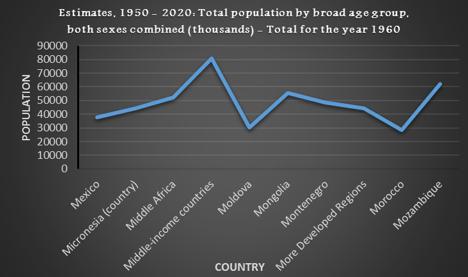 Estimates, 1950 - 2020: Total population by broad age group,
both sexes combined (thousands) - Total for the year 1960
90000
80000
70000
60000
50000
40000
30000
20000
10000
0
POPULATION
Mexico
Micronesia (country)
Middle Africa
Middle-income countries
Moldova
Mongolia
Montenegro
More Developed Regions
Morocco
Mozambique
COUNTRY